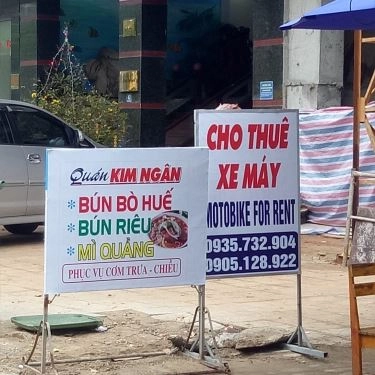 Quán KIM NGÂN
* BÚN BÒ HUẾ
* BÚN RIÊU
* MÌ QUẢNG
PHỤC VỤ CƠM TRƯA - CHIỀU
CHO THUÊ
XE MÁY
MOTOBIKE FOR RENT
0935.732.904
0905.128.922